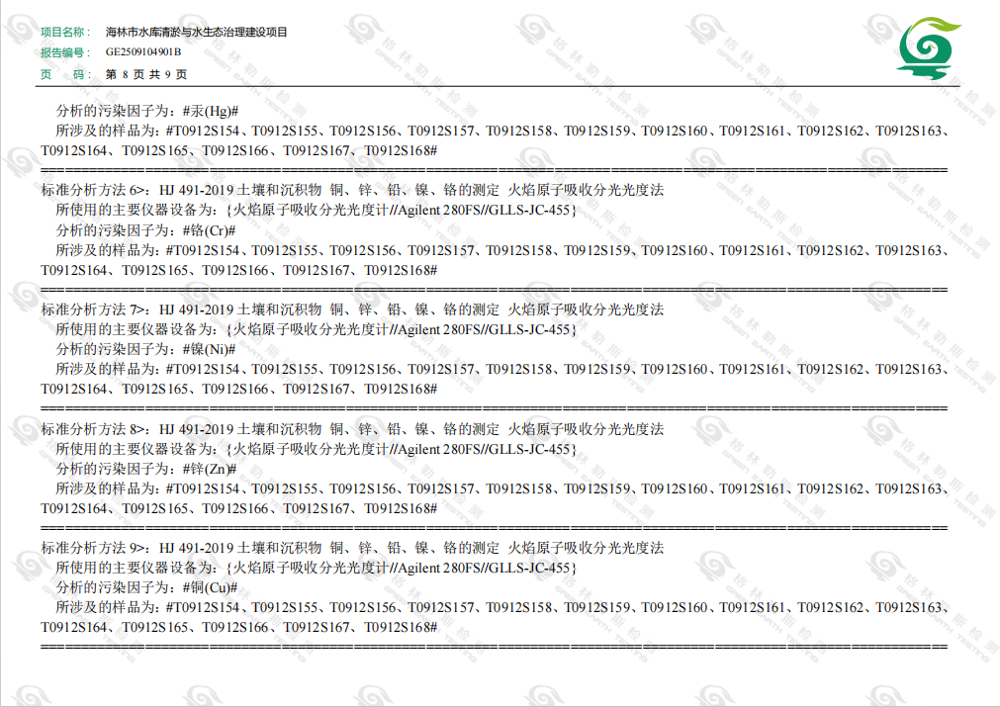 项目名称： 海林市水库清淤与水生态治理建设项目
报告编号： GE2509104901B
页 码： 第 8 页 共 9 页
分析的污染因子为：#汞(Hg)#
所涉及的样品为：#T0912S154、T0912S155、T0912S156、T0912S157、T0912S158、T0912S159、T0912S160、T0912S161、T0912S162、T0912S163、
T0912S164、T0912S165、T0912S166、T0912S167、T0912S168#
标准分析方法 6>：HJ 491-2019 土壤和沉积物 铜、锌、铅、镍、铬的测定 火焰原子吸收分光光度法
所使用的主要仪器设备为：{火焰原子吸收分光光度计//Agilent 280FS//GLLS-JC-455}
分析的污染因子为：#铬(Cr)#
所涉及的样品为：#T0912S154、T0912S155、T0912S156、T0912S157、T0912S158、T0912S159、T0912S160、T0912S161、T0912S162、T0912S163、
T0912S164、T0912S165、T0912S166、T0912S167、T0912S168#
标准分析方法 7>：HJ 491-2019 土壤和沉积物 铜、锌、铅、镍、铬的测定 火焰原子吸收分光光度法
所使用的主要仪器设备为：{火焰原子吸收分光光度计//Agilent 280FS//GLLS-JC-455}
分析的污染因子为：#镍(Ni)#
所涉及的样品为：#T0912S154、T0912S155、T0912S156、T0912S157、T0912S158、T0912S159、T0912S160、T0912S161、T0912S162、T0912S163、
T0912S164、T0912S165、T0912S166、T0912S167、T0912S168#
标准分析方法 8>：HJ 491-2019 土壤和沉积物 铜、锌、铅、镍、铬的测定 火焰原子吸收分光光度法
所使用的主要仪器设备为：{火焰原子吸收分光光度计//Agilent 280FS//GLLS-JC-455}
分析的污染因子为：#锌(Zn)#
所涉及的样品为：#T0912S154、T0912S155、T0912S156、T0912S157、T0912S158、T0912S159、T0912S160、T0912S161、T0912S162、T0912S163、
T0912S164、T0912S165、T0912S166、T0912S167、T0912S168#
标准分析方法 9>：HJ 491-2019 土壤和沉积物 铜、锌、铅、镍、铬的测定 火焰原子吸收分光光度法
所使用的主要仪器设备为：{火焰原子吸收分光光度计//Agilent 280FS//GLLS-JC-455}
分析的污染因子为：#铜(Cu)#
所涉及的样品为：#T0912S154、T0912S155、T0912S156、T0912S157、T0912S158、T0912S159、T0912S160、T0912S161、T0912S162、T0912S163、
T0912S164、T0912S165、T0912S166、T0912S167、T0912S168#
格林勒斯检测
GREEN EARTH TESTING